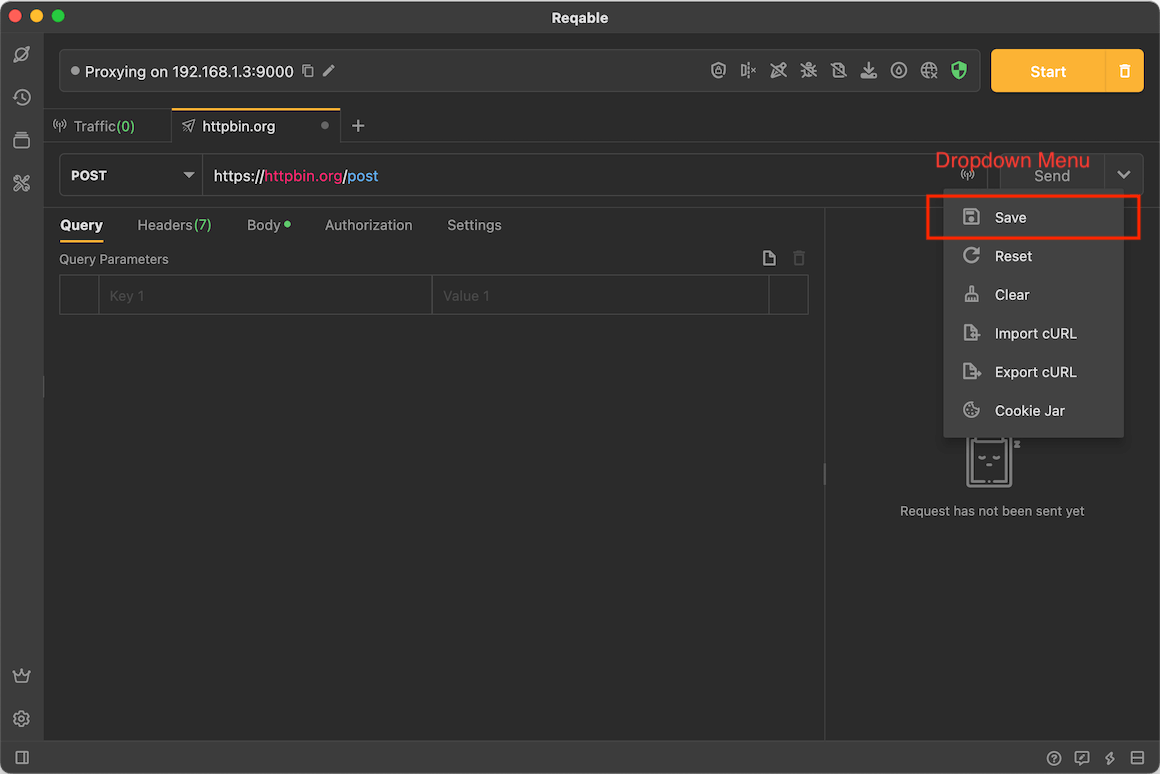 Reqable
Proxying on 192.168.1.3:9000
Start
Traffic(0)
httpbin.org
Dropdown Menu
POST
https://httpbin.org/post
Send
Query
Headers(7)
Body
Authorization
Settings
Save
Query Parameters
Reset
Key 1
Value 1
Clear
Import cURL
Export cURL
Cookie Jar
Request has not been sent yet